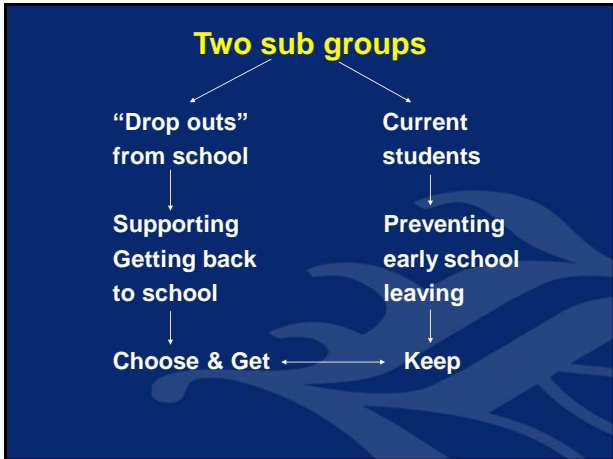 Two sub groups
“Drop outs”
from school
Current
students
Supporting
Getting back
to school
Preventing
early school
leaving
Choose & Get
Keep